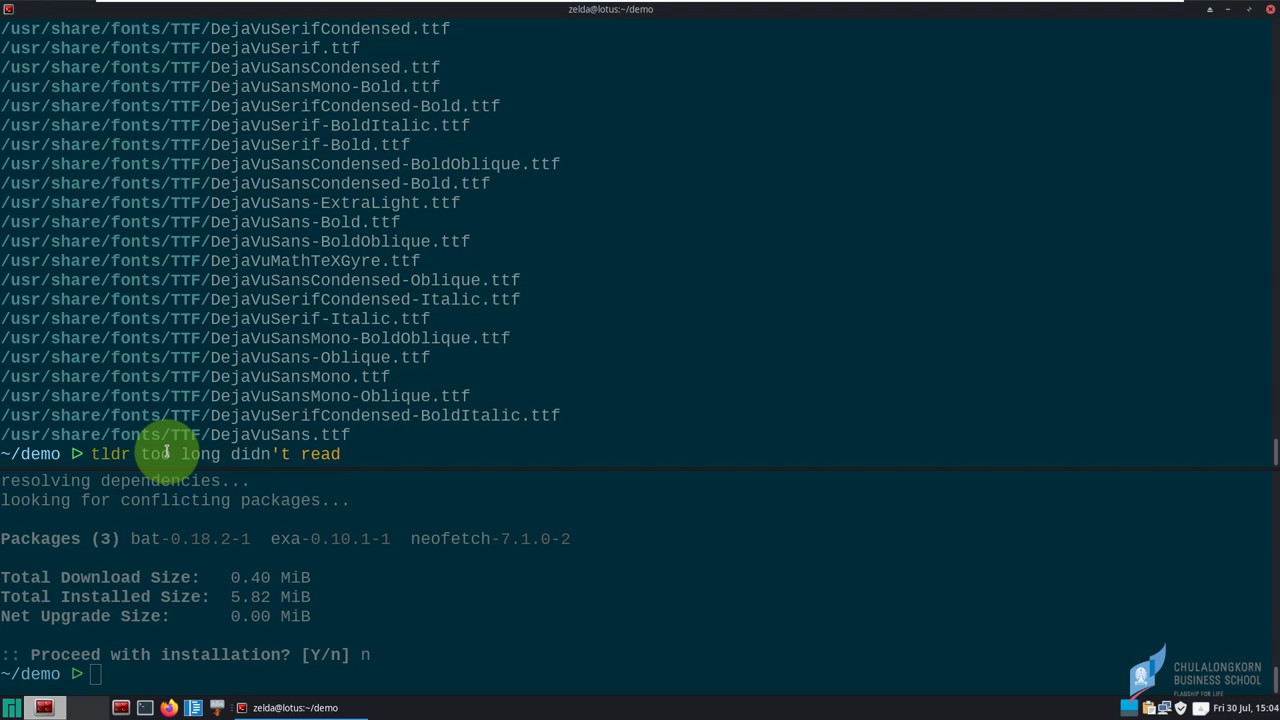 zelda@lotus:~/demo
/usr/share/fonts/TTF/DejaVuSerifCondensed.ttf
/usr/share/fonts/TTF/DejaVuSerif.ttf
/usr/share/fonts/TTF/DejaVuSansCondensed.ttf
/usr/share/fonts/TTF/DejaVuSansMono-Bold.ttf
/usr/share/fonts/TTF/DejaVuSerifCondensed-Bold.ttf
/usr/share/fonts/TTF/DejaVuSerif-BoldItalic.ttf
/usr/share/fonts/TTF/DejaVuSerif-Bold.ttf
/usr/share/fonts/TTF/DejaVuSansCondensed-BoldOblique.ttf
/usr/share/fonts/TTF/DejaVuSansCondensed-Bold.ttf
/usr/share/fonts/TTF/DejaVuSans-ExtraLight.ttf
/usr/share/fonts/TTF/DejaVuSans-Bold.ttf
/usr/share/fonts/TTF/DejaVuSans-BoldOblique.ttf
/usr/share/fonts/TTF/DejaVuMathTeXGyre.ttf
/usr/share/fonts/TTF/DejaVuSansCondensed-Oblique.ttf
/usr/share/fonts/TTF/DejaVuSerifCondensed-Italic.ttf
/usr/share/fonts/TTF/DejaVuSerif-Italic.ttf
/usr/share/fonts/TTF/DejaVuSansMono-BoldOblique.ttf
/usr/share/fonts/TTF/DejaVuSans-Oblique.ttf
/usr/share/fonts/TTF/DejaVuSansMono.ttf
/usr/share/fonts/TTF/DejaVuSansMono-Oblique.ttf
/usr/share/fonts/TTF/DejaVuSerifCondensed-BoldItalic.ttf
/usr/share/fonts/TTF/DejaVuSans.ttf
~/demo ▷ tldr too long didn't read
resolving dependencies...
looking for conflicting packages...
Packages (3) bat-0.18.2-1  exa-0.10.1-1  neofetch-7.1.0-2
Total Download Size:   0.40 MiB
Total Installed Size:  5.82 MiB
Net Upgrade Size:      0.00 MiB
:: Proceed with installation? [Y/n] n
~/demo ▷
CHULALONGKORN
BUSINESS SCHOOL
FLAGSHIP FOR LIFE
zelda@lotus:~/demo
Fri 30 Jul, 15:04